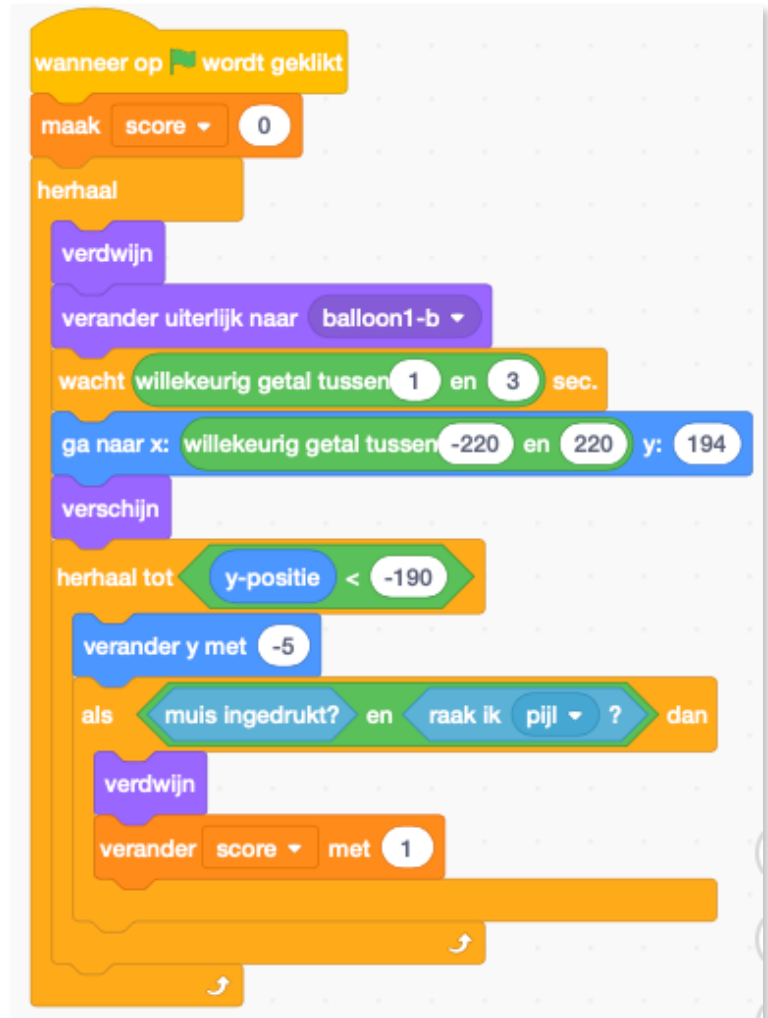 wanneer op wordt geklikt
maak score 0
herhaal
verdwijn
verander uiterlijk naar balloon1-b
wacht willekeurig getal tussen 1 en 3 sec.
ga naar x: willekeurig getal tussen -220 en 220 y: 194
verschijn
herhaal tot y-positie < -190
verander y met -5
als muis ingedrukt? en raak ik pijl ? dan
verdwijn
verander score met 1